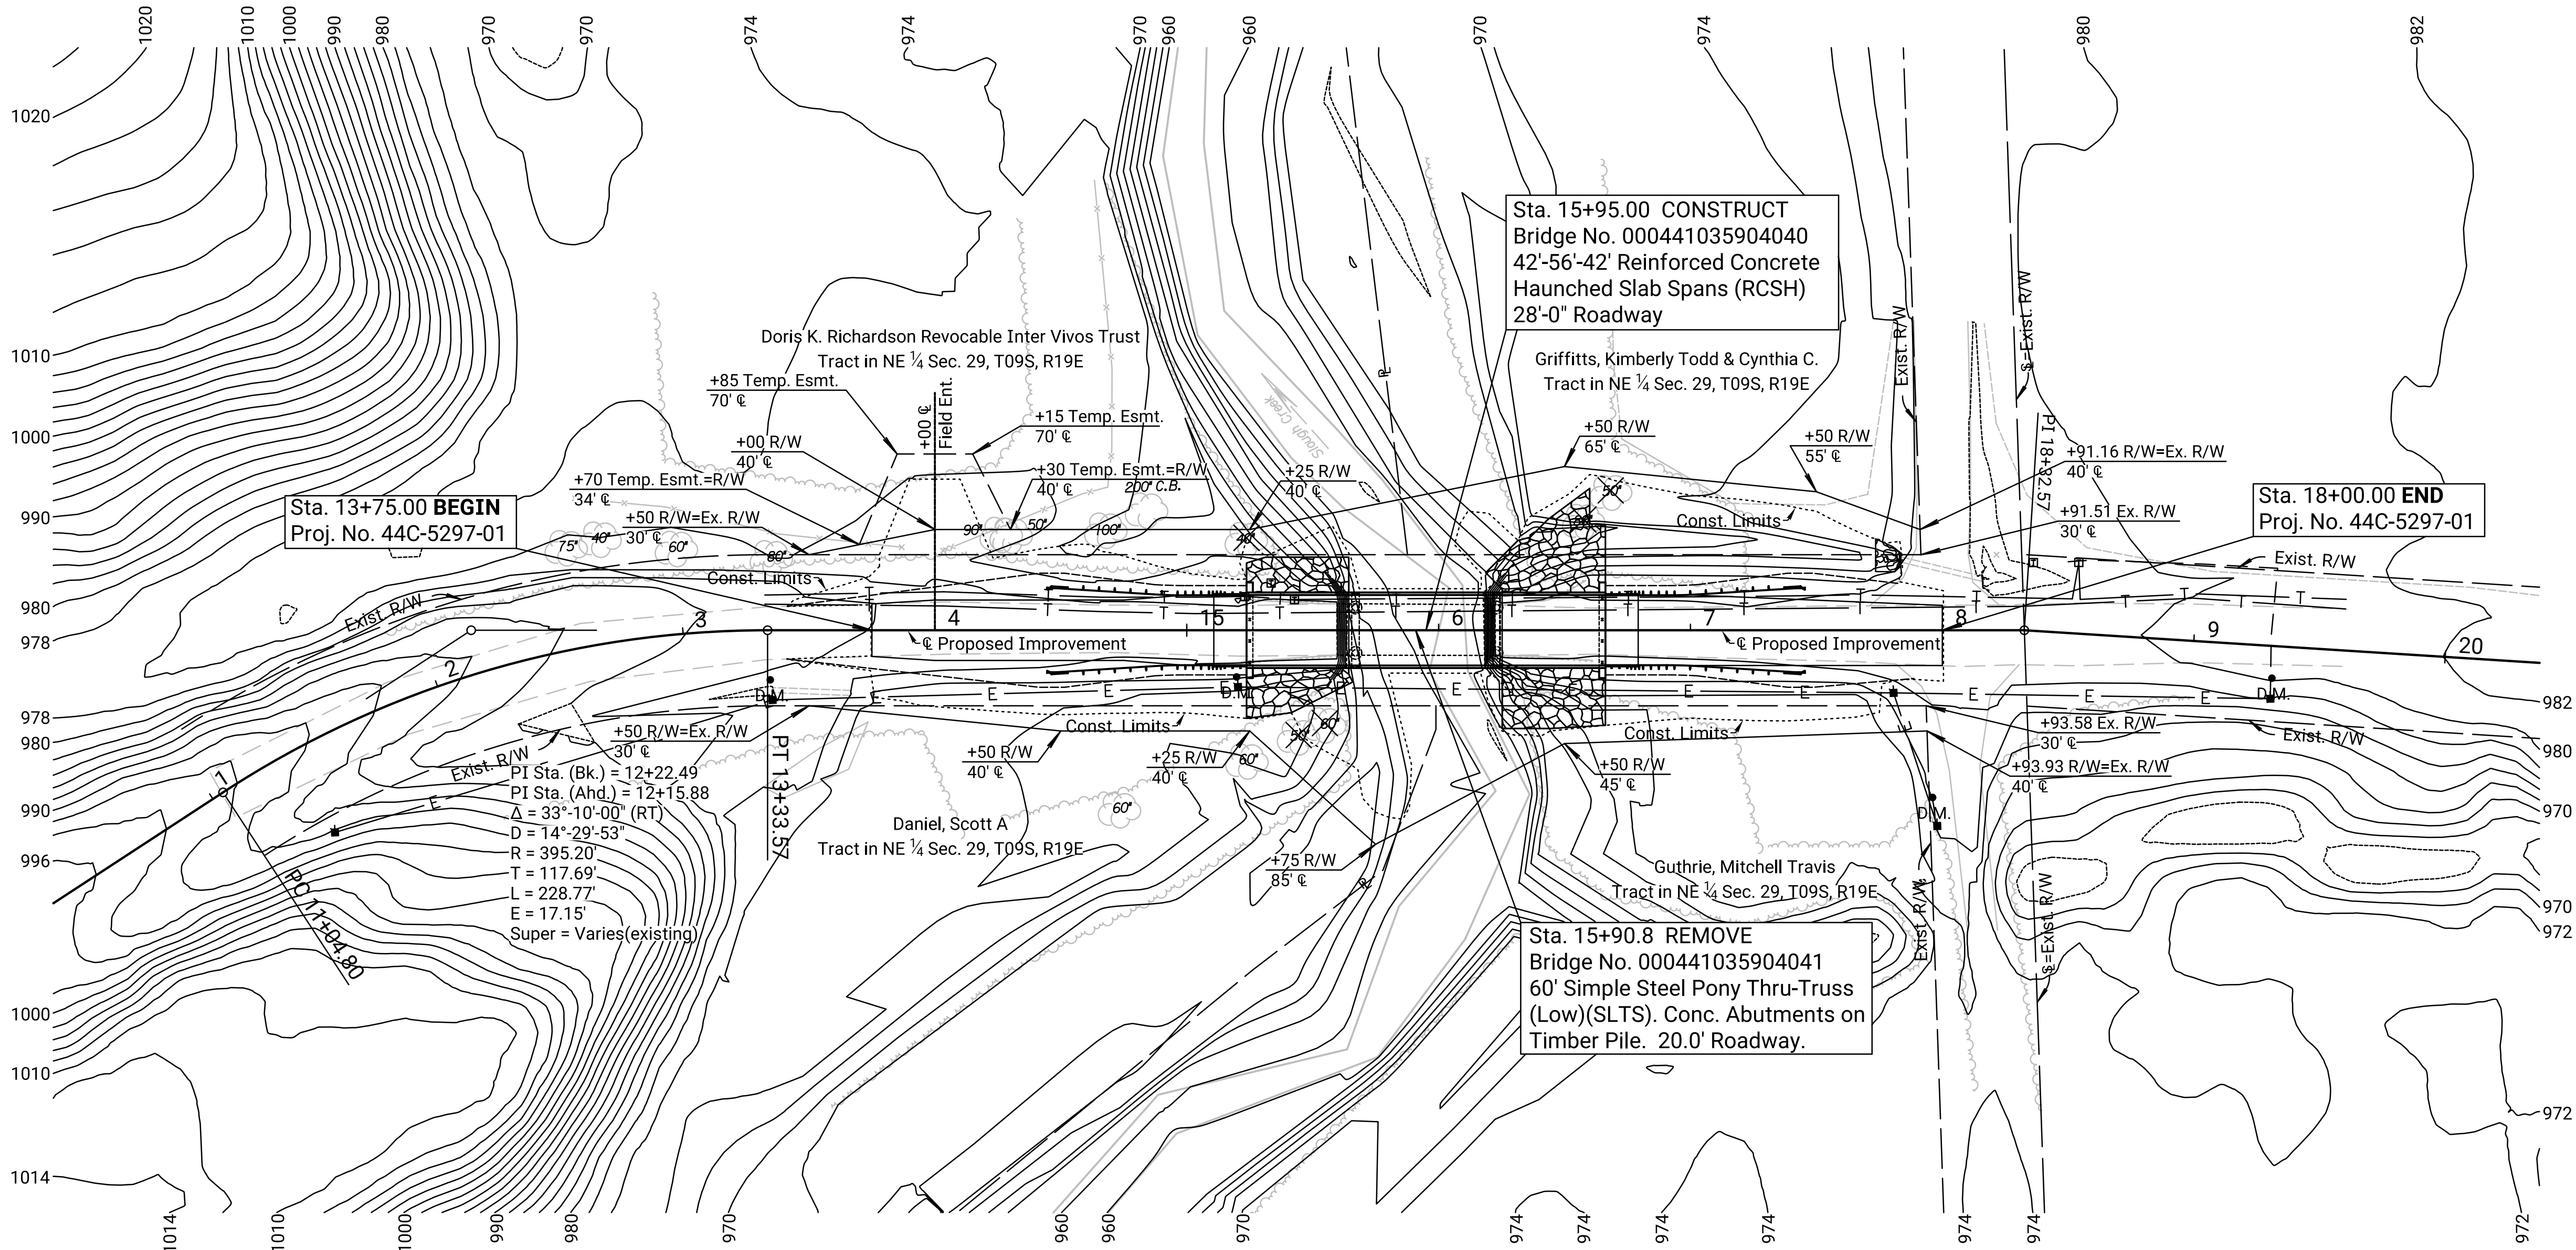 1020
1010
1000
990
980
970
970
974
974
970
960
960
970
974
980
982
1020
1010
1000
990
980
978
978
980
990
996
1000
1010
1014
Sta. 15+95.00 CONSTRUCT
Bridge No. 000441035904040
42'-56'-42' Reinforced Concrete
Haunched Slab Spans (RCSH)
28'-0" Roadway
Doris K. Richardson Revocable Inter Vivos Trust
Tract in NE ¼ Sec. 29, T09S, R19E
Griffitts, Kimberly Todd & Cynthia C.
Tract in NE ¼ Sec. 29, T09S, R19E
Slough Creek
+85 Temp. Esmt.
70' ℄
+00 ℄
Field Ent.
+15 Temp. Esmt.
70' ℄
+00 R/W
40' ℄
+30 Temp. Esmt.=R/W
40' ℄
200" C.B.
+70 Temp. Esmt.=R/W
34' ℄
+50 R/W=Ex. R/W
30' ℄
+25 R/W
40' ℄
+50 R/W
65' ℄
+50 R/W
55' ℄
+91.16 R/W=Ex. R/W
40' ℄
+91.51 Ex. R/W
30' ℄
Exist. R/W
℄=Exist. R/W
PI 18+32.57
Sta. 13+75.00 BEGIN
Proj. No. 44C-5297-01
Sta. 18+00.00 END
Proj. No. 44C-5297-01
75"
40"
60"
60"
90"
50"
100"
40"
50"
Const. Limits
Const. Limits
Exist. R/W
Exist. R/W
T
T
T
T
T
T
T
T
T
T
T
T
T
1
2
3
4
15
6
7
8
9
20
℄ Proposed Improvement
℄ Proposed Improvement
D.M.
D.M.
D.M.
D.M.
E
E
E
E
E
E
E
E
E
E
E
Const. Limits
Const. Limits
Exist. R/W
Exist. R/W
+50 R/W=Ex. R/W
30' ℄
+50 R/W
40' ℄
+25 R/W
40' ℄
60"
50"
60"
60"
+50 R/W
45' ℄
+93.58 Ex. R/W
30' ℄
+93.93 R/W=Ex. R/W
40' ℄
+75 R/W
85' ℄
PT 13+33.57
PC 11+04.80
PI Sta. (Bk.) = 12+22.49
PI Sta. (Ahd.) = 12+15.88
Δ = 33°-10'-00" (RT)
D = 14°-29'-53"
R = 395.20'
T = 117.69'
L = 228.77'
E = 17.15'
Super = Varies(existing)
Daniel, Scott A
Tract in NE ¼ Sec. 29, T09S, R19E
Guthrie, Mitchell Travis
Tract in NE ¼ Sec. 29, T09S, R19E
Exist R/W
℄=Exist. R/W
Sta. 15+90.8 REMOVE
Bridge No. 000441035904041
60' Simple Steel Pony Thru-Truss
(Low)(SLTS). Conc. Abutments on
Timber Pile. 20.0' Roadway.
982
980
970
970
972
972
1014
1010
1000
990
980
970
960
960
970
974
974
974
974
974
974
972